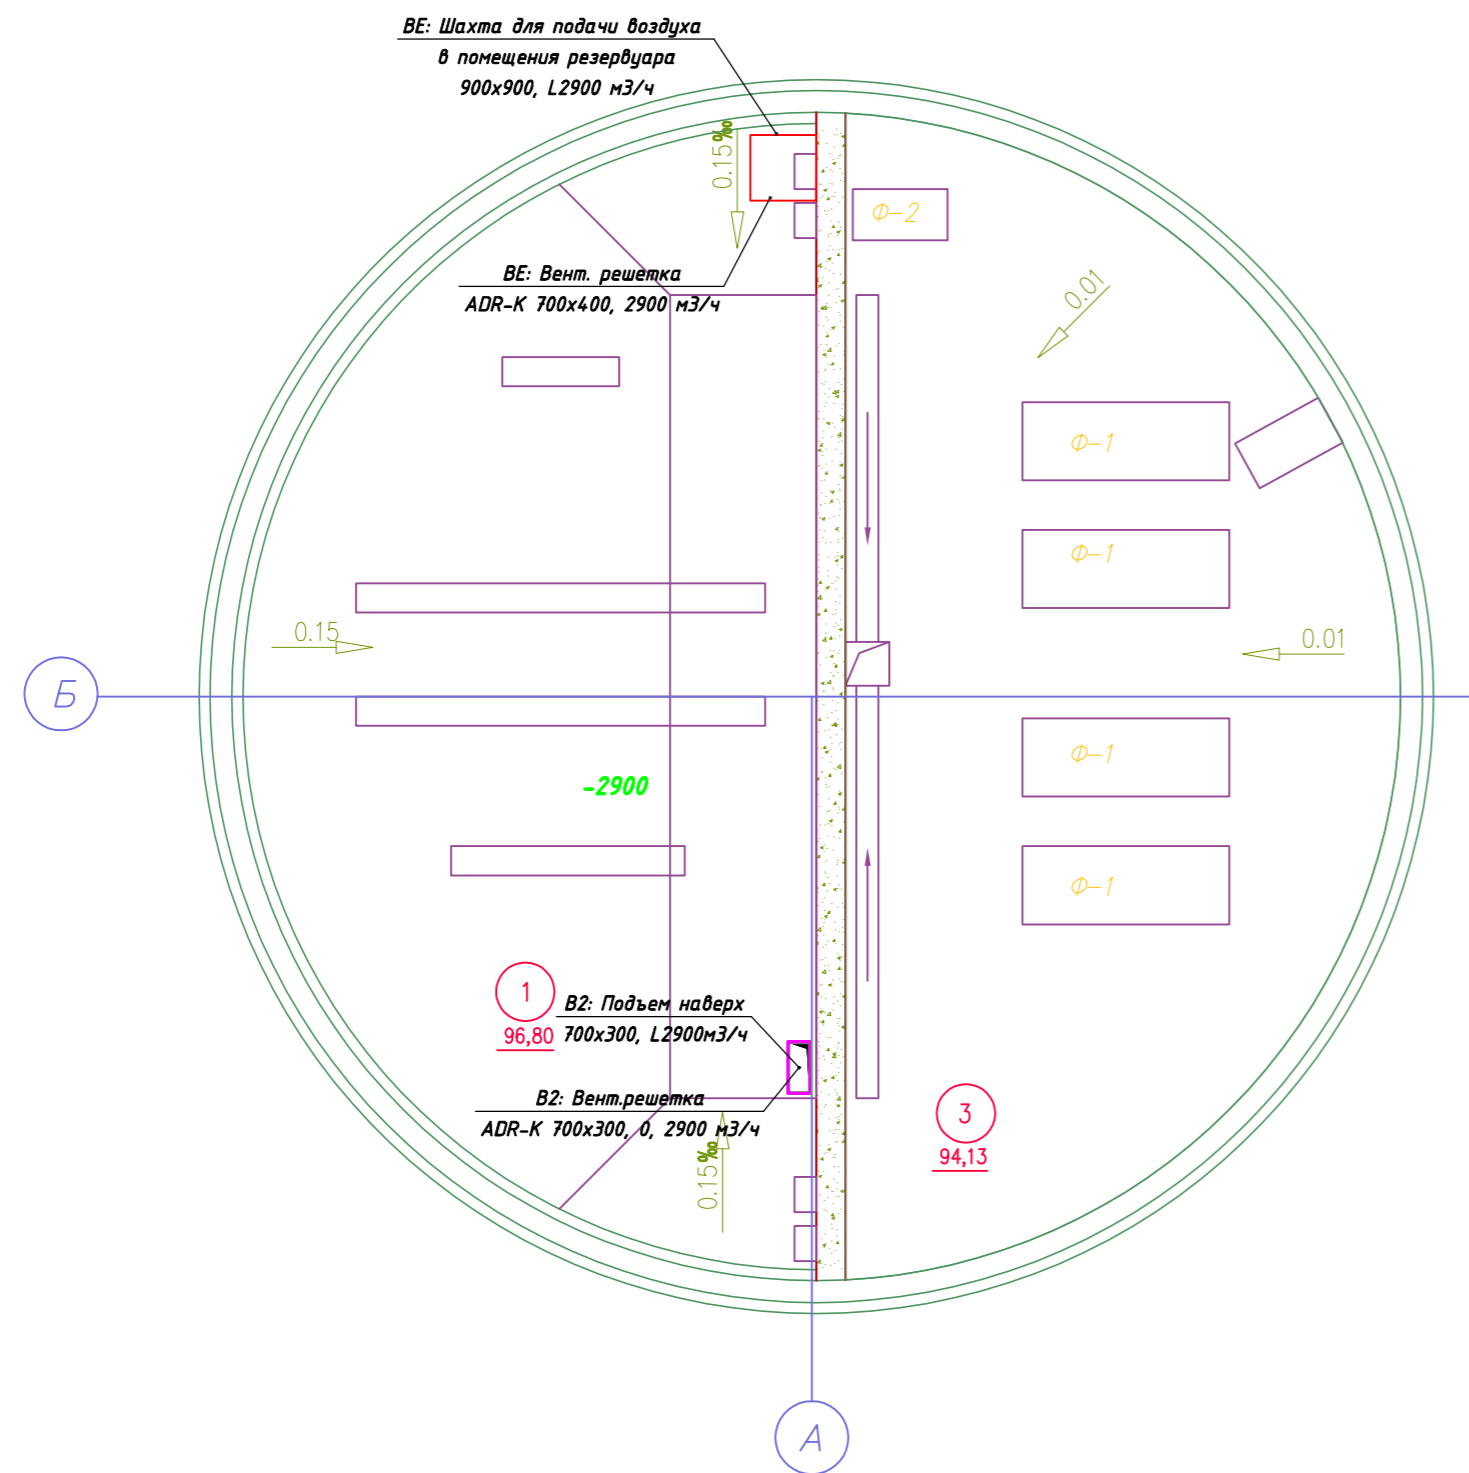 ВЕ: Шахта для подачи воздуха
в помещения резервуара
900х900, L2900 м3/ч
0.15‰
Ф-2
ВЕ: Вент. решетка
ADR-К 700х400, 2900 м3/ч
0.01
Ф-1
Ф-1
0.15
0.01
Б
Ф-1
-2900
Ф-1
1
96,80
В2: Подъем наверх
700х300, L2900м3/ч
В2: Вент.решетка
ADR-К 700х300, 0, 2900 м3/ч
3
94,13
0.15‰
А